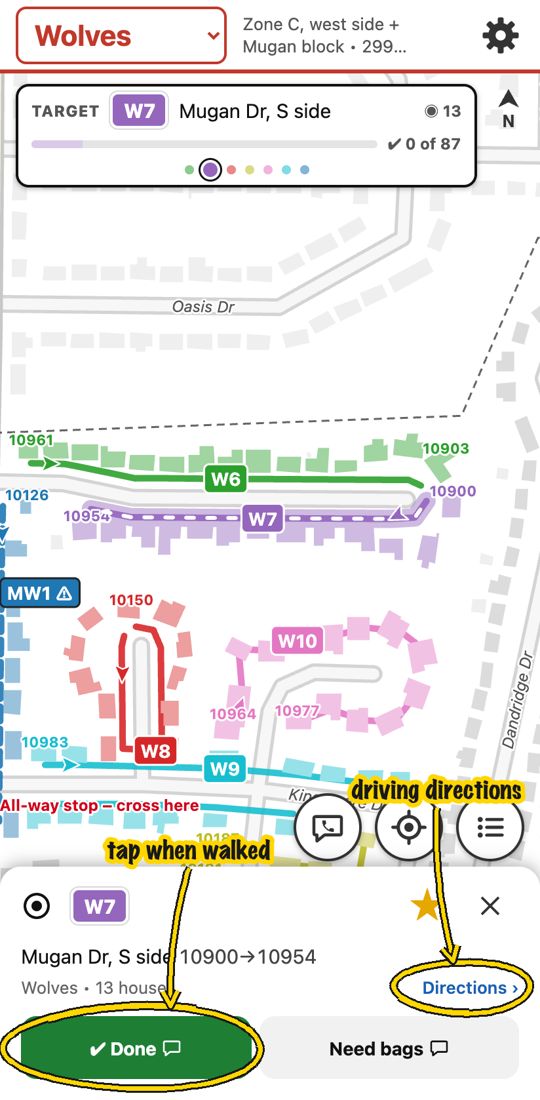 Wolves
Zone C, west side +
Mugan block • 299...
TARGET W7 Mugan Dr, S side 13
✔ 0 of 87
N
Oasis Dr
10961
10903
W6
10126
10900
10954
W7
MW1
10150
W10
10964
10977
Dandridge Dr
10983
W8
W9
driving directions
All-way stop – cross here
tap when walked
W7
Mugan Dr, S side 10900→10954
Wolves • 13 house
Directions ›
✔ Done
Need bags